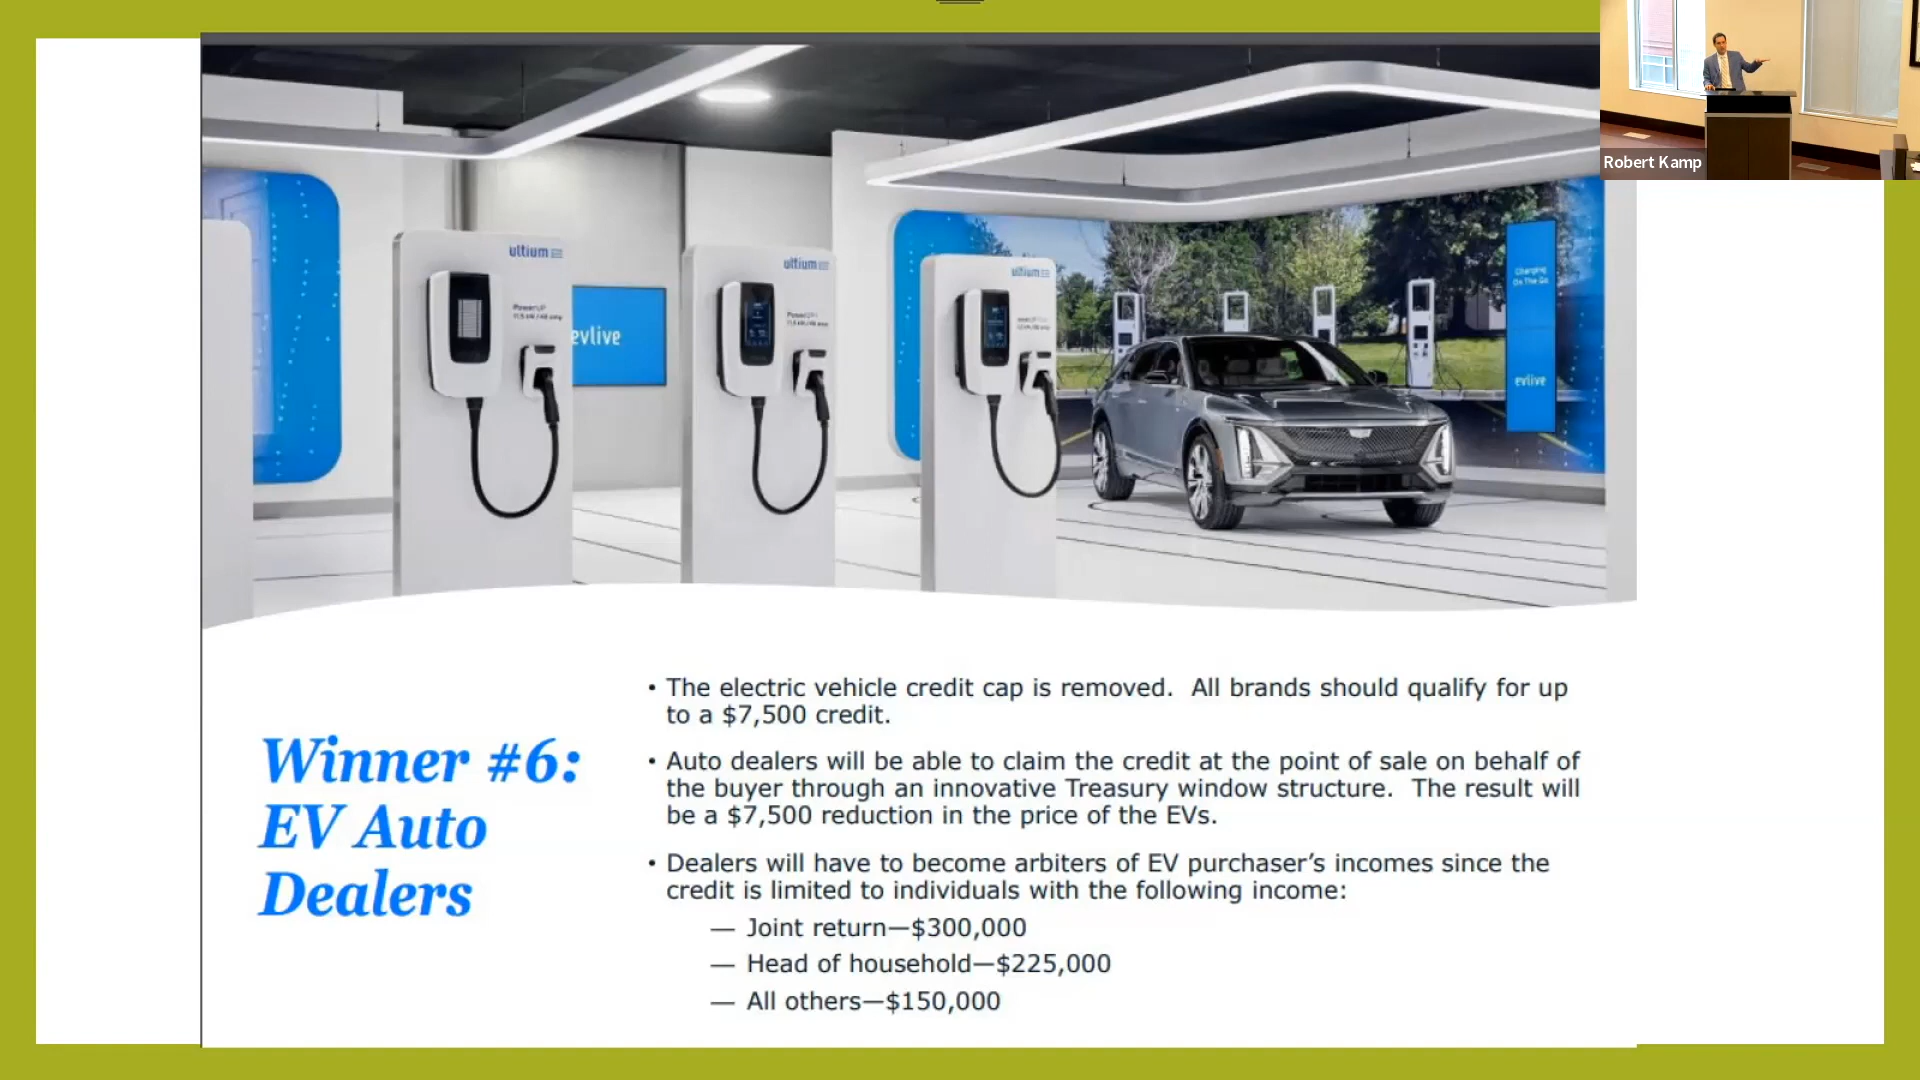 Robert Kamp
ultium
ultium
ultium
PowerUP
evlive
Charging
On The Go
evlive
Winner #6:
EV Auto
Dealers
• The electric vehicle credit cap is removed.  All brands should qualify for up
to a $7,500 credit.
• Auto dealers will be able to claim the credit at the point of sale on behalf of
the buyer through an innovative Treasury window structure.  The result will
be a $7,500 reduction in the price of the EVs.
• Dealers will have to become arbiters of EV purchaser’s incomes since the
credit is limited to individuals with the following income:
— Joint return—$300,000
— Head of household—$225,000
— All others—$150,000